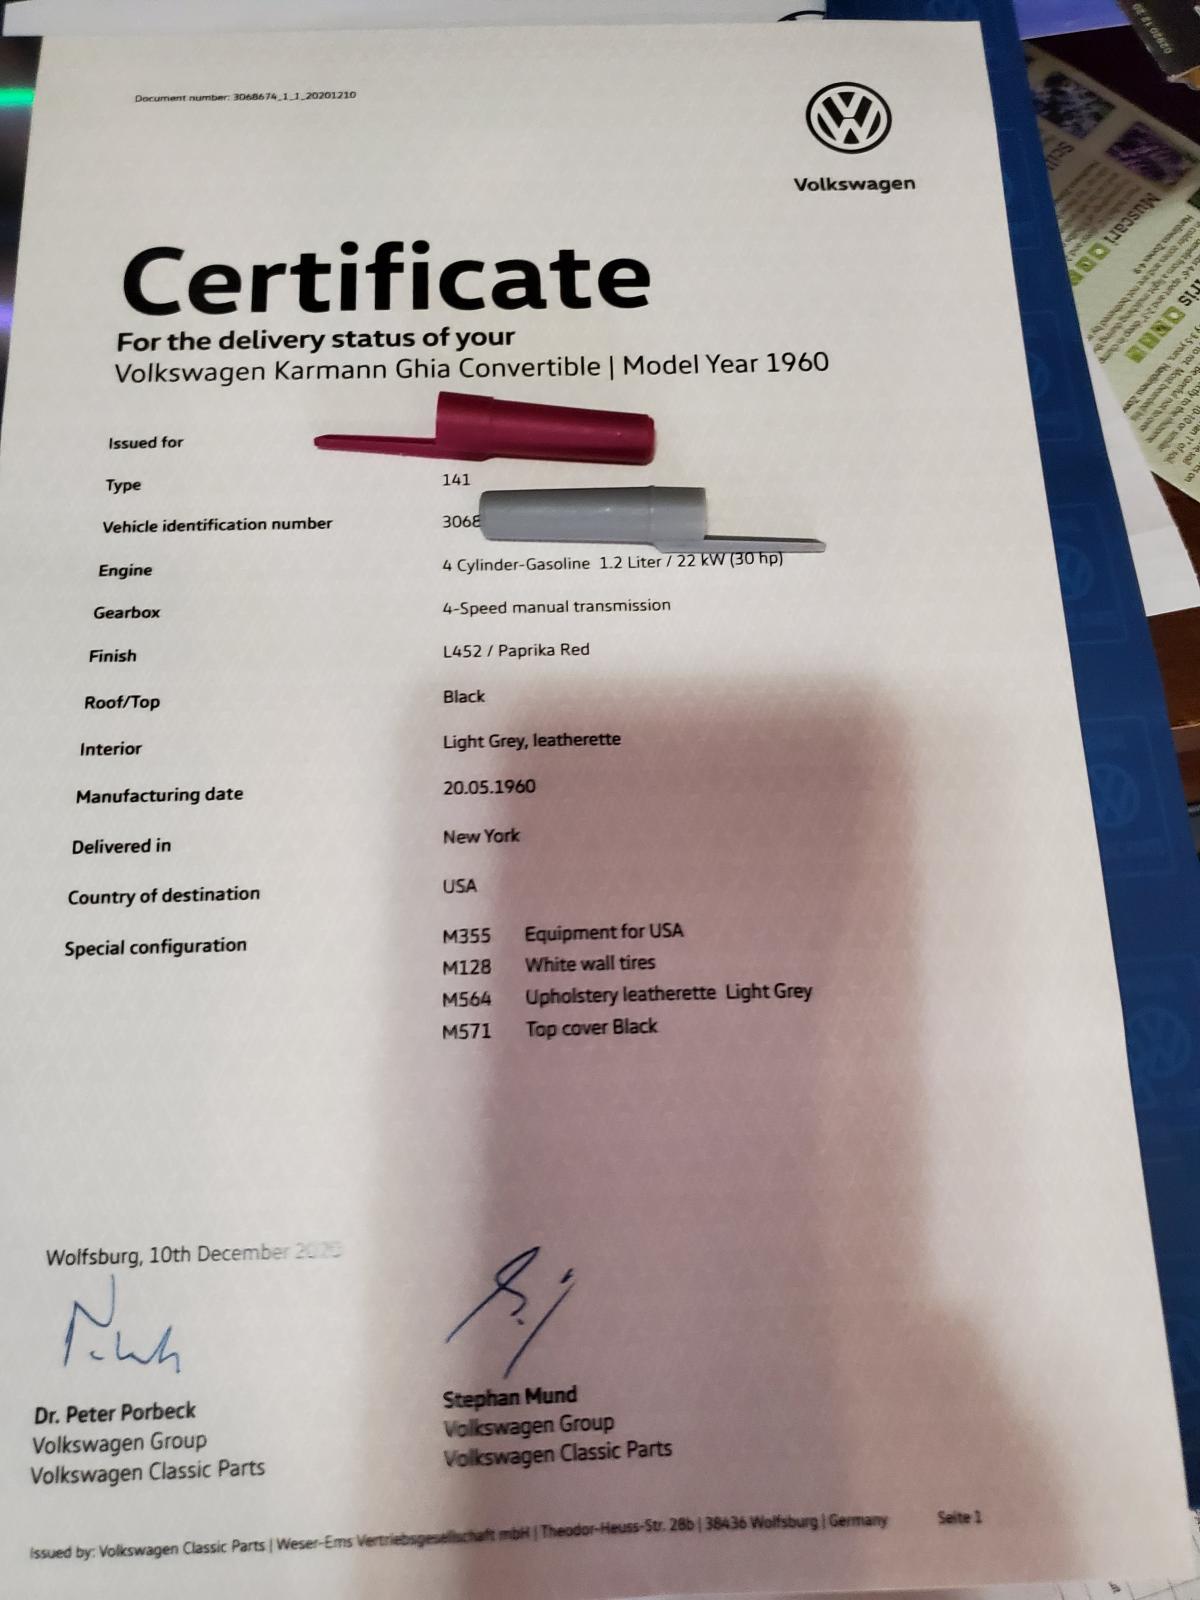 Document number: 3068674_1_1_20201210
Volkswagen
Certificate
For the delivery status of your
Volkswagen Karmann Ghia Convertible | Model Year 1960
Issued for
Type 141
Vehicle identification number 3068
Engine 4 Cylinder-Gasoline 1.2 Liter / 22 kW (30 hp)
Gearbox 4-Speed manual transmission
Finish L452 / Paprika Red
Roof/Top Black
Interior Light Grey, leatherette
Manufacturing date 20.05.1960
Delivered in New York
Country of destination USA
Special configuration M355 Equipment for USA
M128 White wall tires
M564 Upholstery leatherette Light Grey
M571 Top cover Black
Wolfsburg, 10th December 2020
Dr. Peter Porbeck
Volkswagen Group
Volkswagen Classic Parts
Stephan Mund
Volkswagen Group
Volkswagen Classic Parts
Issued by: Volkswagen Classic Parts | Weser-Ems Vertriebsgesellschaft mbH | Theodor-Heuss-Str. 28b | 38436 Wolfsburg | Germany
Seite 1
Muscari